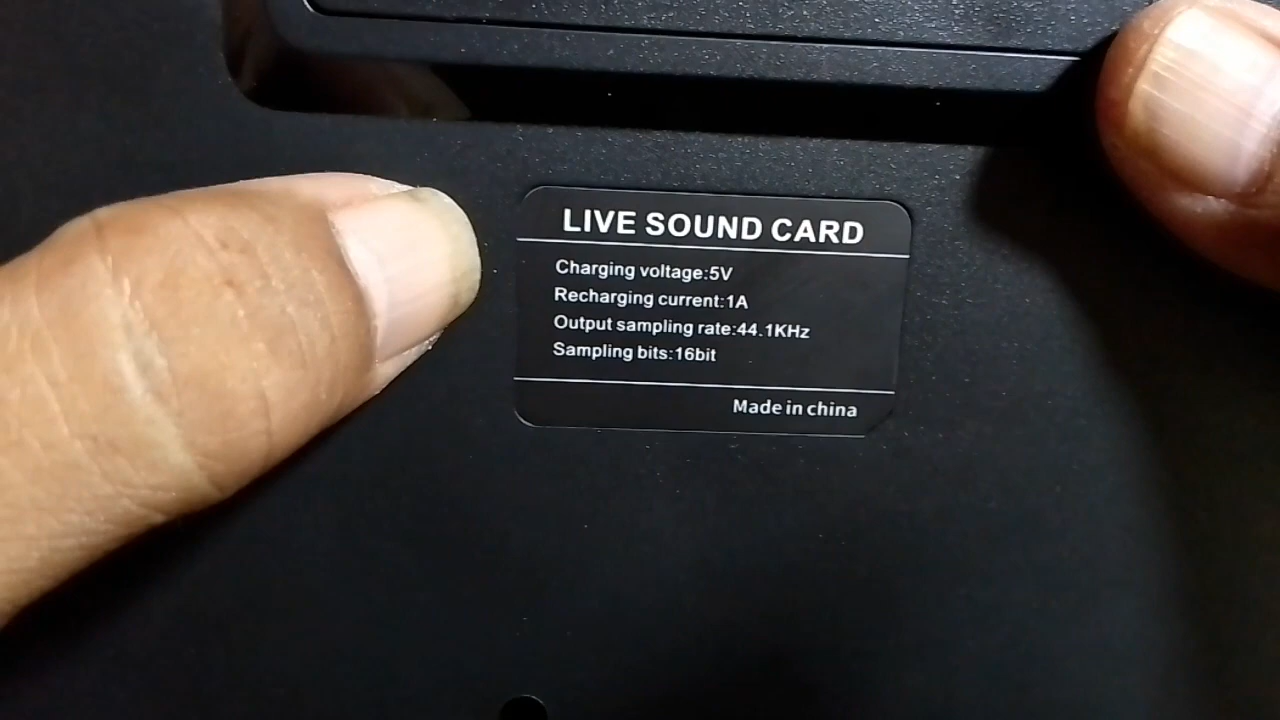 LIVE SOUND CARD
Charging voltage:5V
Recharging current:1A
Output sampling rate:44.1KHz
Sampling bits:16bit
Made in china